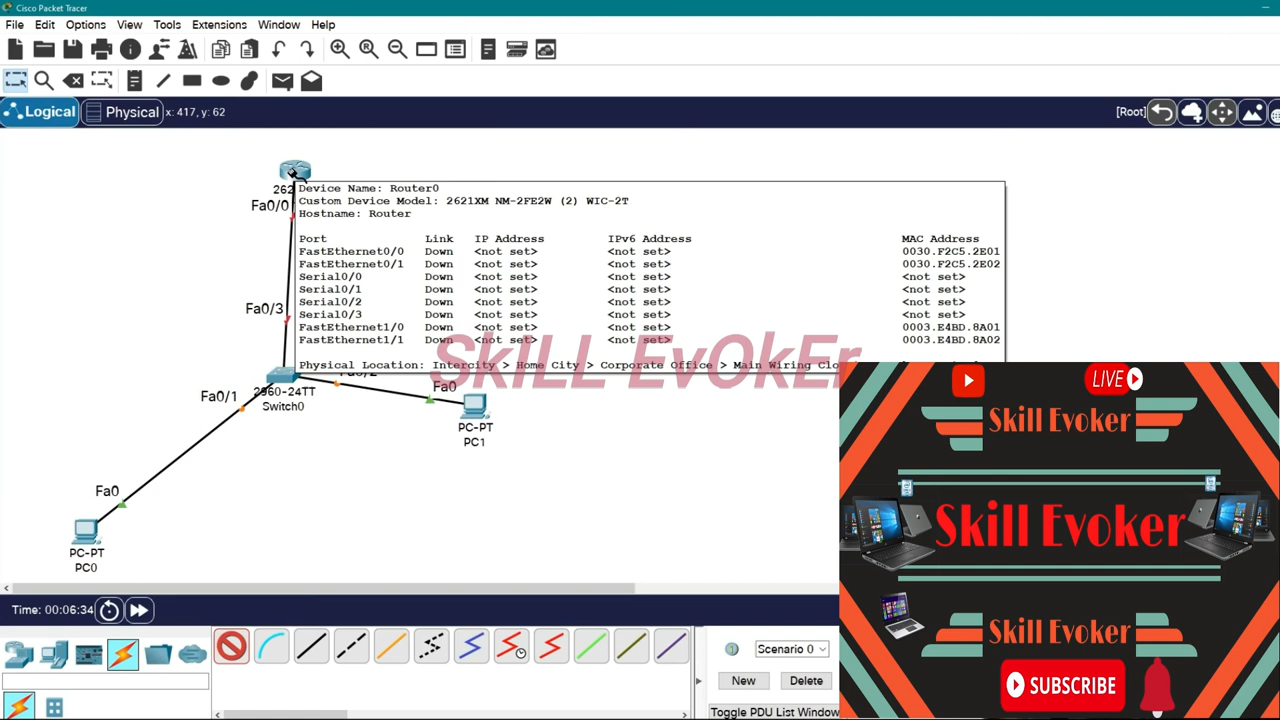 Cisco Packet Tracer
File Edit Options View Tools Extensions Window Help
Logical Physical x: 417, y: 62 [Root]
262
Fa0/0
Device Name: Router0
Custom Device Model: 2621XM NM-2FE2W (2) WIC-2T
Hostname: Router
Port Link IP Address IPv6 Address MAC Address
FastEthernet0/0 Down <not set> <not set> 0030.F2C5.2E01
FastEthernet0/1 Down <not set> <not set> 0030.F2C5.2E02
Serial0/0 Down <not set> <not set> <not set>
Serial0/1 Down <not set> <not set> <not set>
Serial0/2 Down <not set> <not set> <not set>
Serial0/3 Down <not set> <not set> <not set>
FastEthernet1/0 Down <not set> <not set> 0003.E4BD.8A01
FastEthernet1/1 Down <not set> <not set> 0003.E4BD.8A02
Physical Location: Intercity > Home City > Corporate Office > Main Wiring Clo
SkILL EvOkEr
Fa0/3
2960-24TT
Switch0
Fa0/1
Fa0
PC-PT
PC1
Fa0
PC-PT
PC0
LIVE
Skill Evoker
Skill Evoker
Skill Evoker
SUBSCRIBE
Time: 00:06:34
Scenario 0
New Delete
Toggle PDU List Window